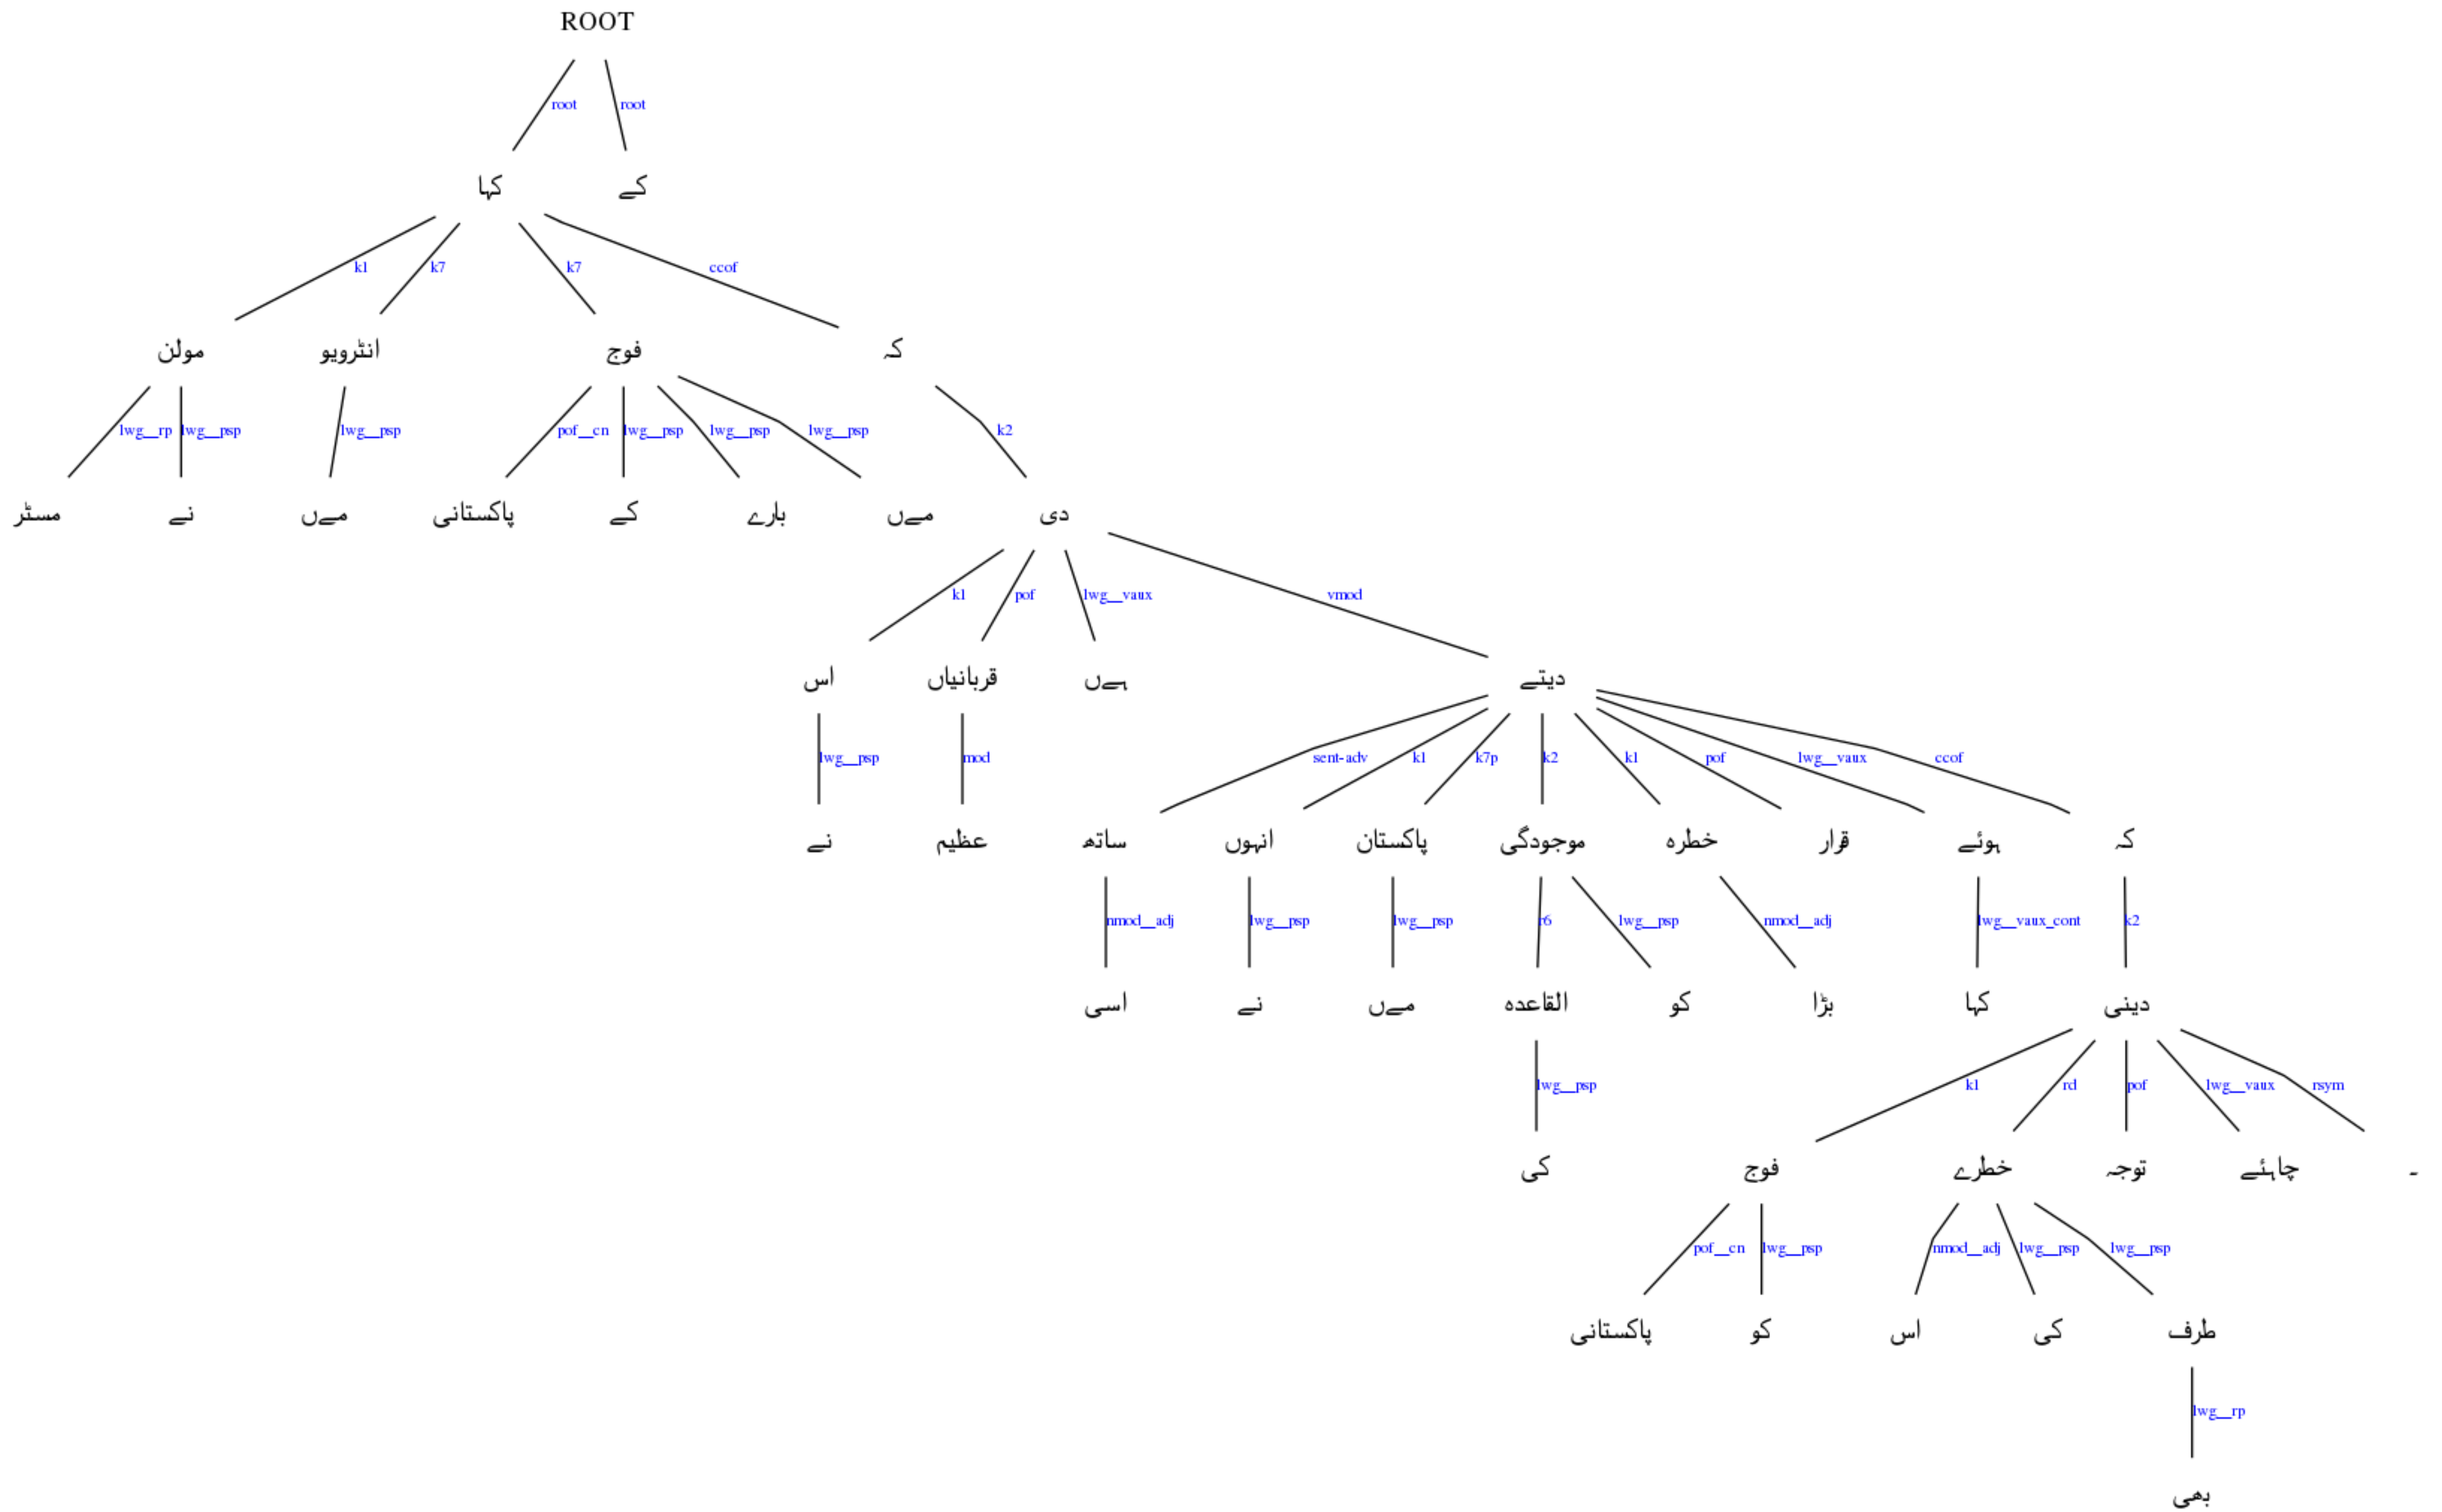 ROOT
root root
کہا کے
k1 k7 k7 ccof
مولن انٹرویو فوج کہ
lwg__rp lwg__psp lwg__psp pof__cn lwg__psp lwg__psp lwg__psp k2
مسٹر نے مےں پاکستانی کے بارے مےں دی
k1 pof lwg__vaux vmod
اس قربانیاں ہےں دیتے
lwg__psp mod sent-adv k1 k7p k2 k1 pof lwg__vaux ccof
نے عظیم ساتھ انہوں پاکستان موجودگی خطرہ قرار ہوئے کہ
nmod__adj lwg__psp lwg__psp r6 lwg__psp nmod__adj lwg__vaux_cont k2
اسی نے مےں القاعدہ کو بڑا کہا دینی
lwg__psp k1 rd pof lwg__vaux rsym
کی فوج خطرے توجہ چاہئے ۔
pof__cn lwg__psp nmod__adj lwg__psp lwg__psp
پاکستانی کو اس کی طرف
lwg__rp
بھی